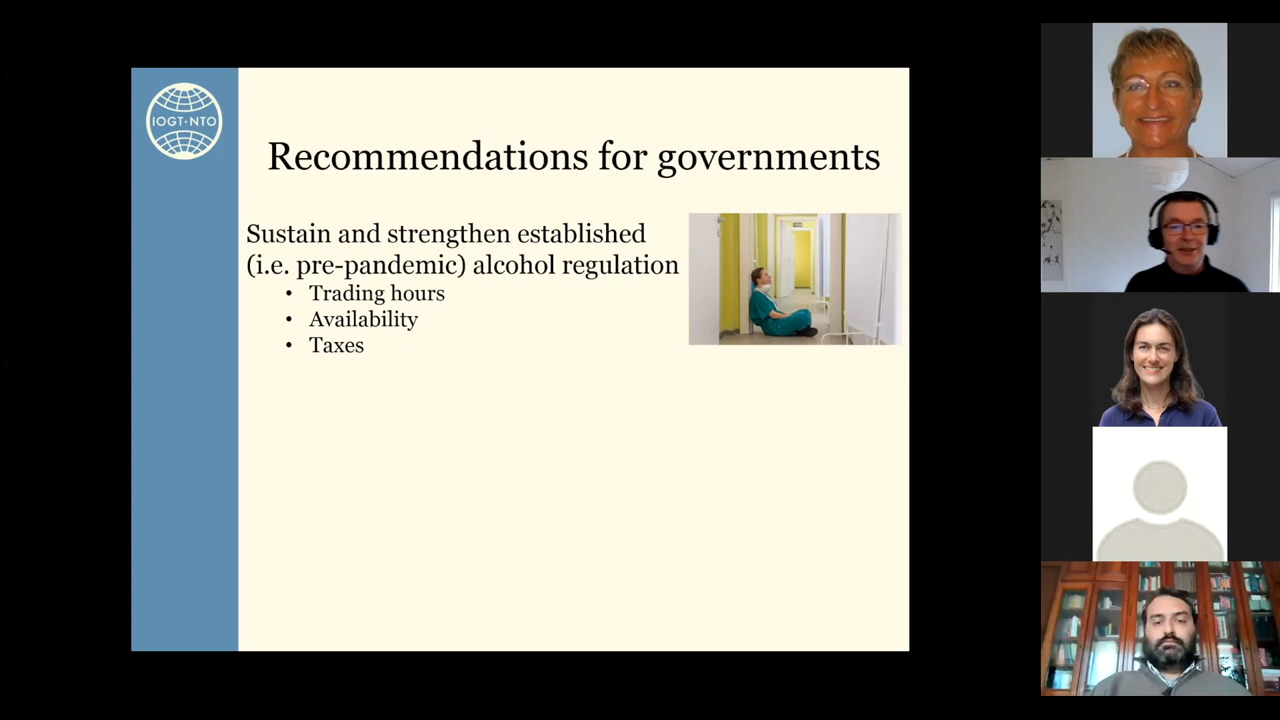 IOGT·NTO
Recommendations for governments
Sustain and strengthen established
(i.e. pre-pandemic) alcohol regulation
• Trading hours
• Availability
• Taxes